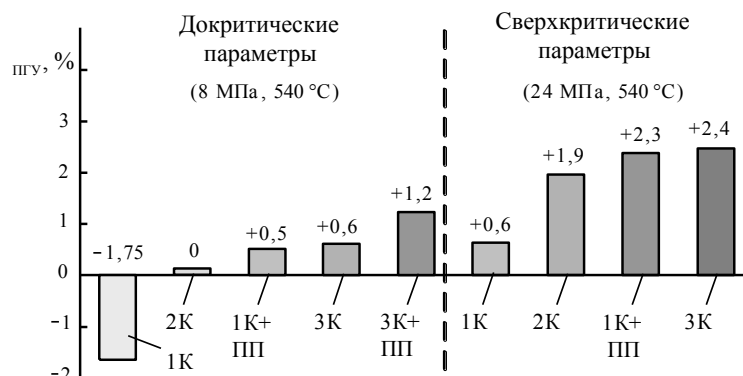 Докритические
параметры
(8 МПа, 540 °С)
Сверхкритические
параметры
(24 МПа, 540 °С)
ПГУ, %
3
2
1
0
−1
−2
−1,75
0
+0,5
+0,6
+1,2
+0,6
+1,9
+2,3
+2,4
1К
2К
1К+
ПП
3К
3К+
ПП
1К
2К
1К+
ПП
3К